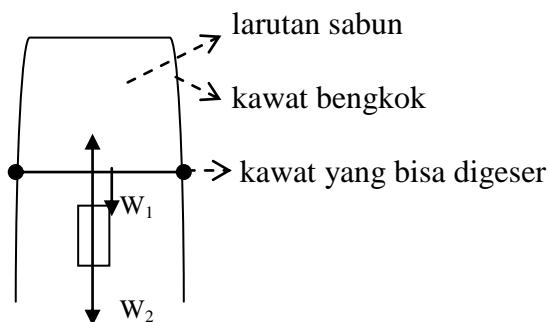 larutan sabun
kawat bengkok
kawat yang bisa digeser
W₁
W₂